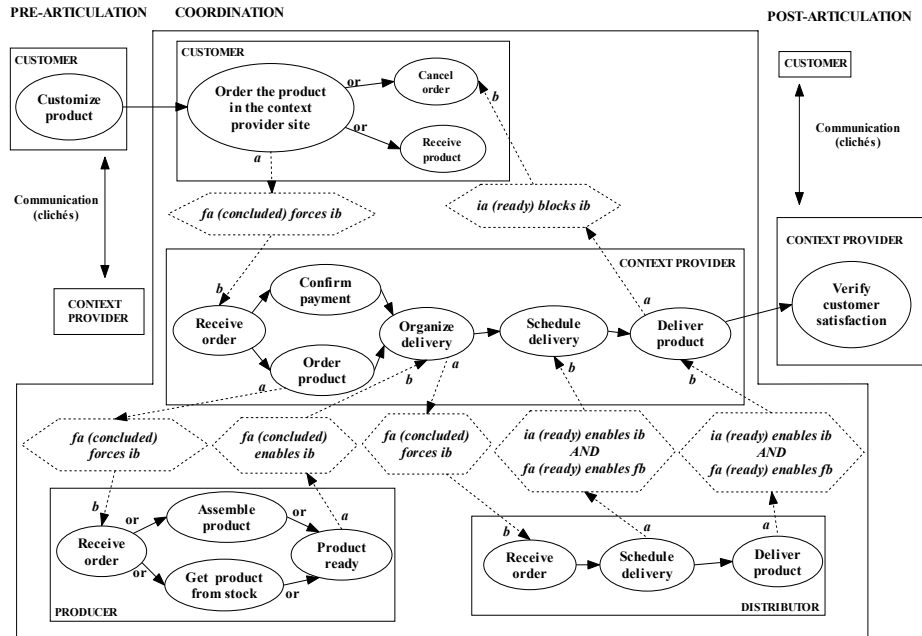 PRE-ARTICULATION
COORDINATION
POST-ARTICULATION
CUSTOMER
Customize
product
Communication
(clichés)
CONTEXT
PROVIDER
CUSTOMER
Order the product
in the context
provider site
or
Cancel
order
b
or
Receive
product
a
CUSTOMER
Communication
(clichés)
fa (concluded) forces ib
ia (ready) blocks ib
CONTEXT PROVIDER
Verify
customer
satisfaction
CONTEXT PROVIDER
b
Receive
order
Confirm
payment
Order
product
a
Organize
delivery
b
a
Schedule
delivery
b
a
Deliver
product
b
fa (concluded)
forces ib
fa (concluded)
enables ib
fa (concluded)
forces ib
ia (ready) enables ib
AND
fa (ready) enables fb
ia (ready) enables ib
AND
fa (ready) enables fb
b
Receive
order
or
Assemble
product
or
or
Get product
from stock
or
a
Product
ready
PRODUCER
b
Receive
order
a
Schedule
delivery
a
Deliver
product
DISTRIBUTOR